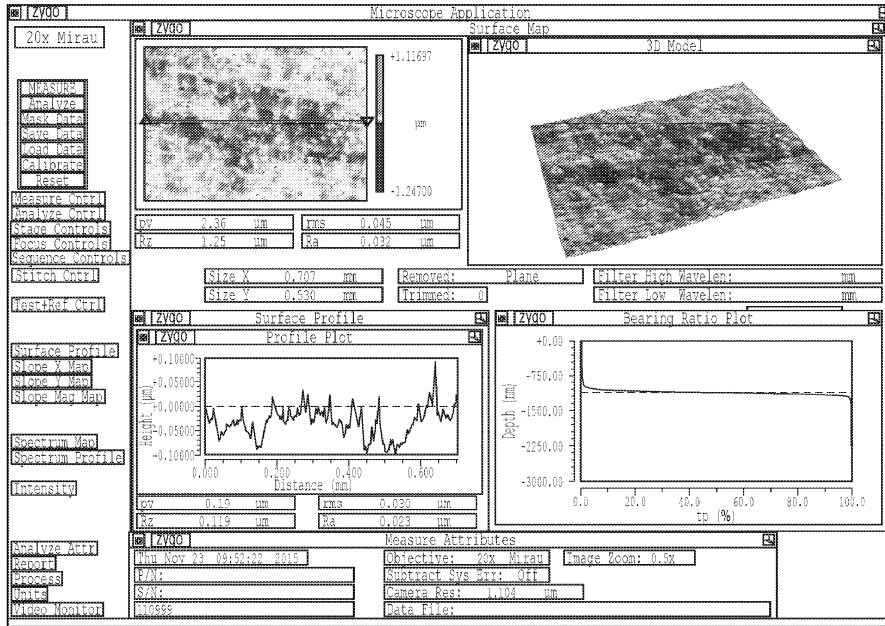 zygo Microscope Application
20x Mirau
MEASURE
Analyze
Mask Data
Save Data
Load Data
Calibrate
Reset
Measure Cntrl
Analyze Cntrl
Stage Controls
Focus Controls
Sequence Controls
Stitch Cntrl
Test+Ref Ctrl
Surface Profile
Slope X Map
Slope Y Map
Slope Mag Map
Spectrum Map
Spectrum Profile
Intensity
Analyze Attr
Report
Process
Units
Video Monitor
zygo Surface Map
zygo
+1.11697
µm
-1.24700
pv 2.36 µm rms 0.045 µm
Rz 1.25 µm Ra 0.032 µm
zygo 3D Model
Size X 0.707 mm Removed: Plane Filter High Wavelen: mm
Size Y 0.530 mm Trimmed: 0 Filter Low Wavelen: mm
zygo Surface Profile
zygo Profile Plot
+0.10000
+0.05000
+0.00000
-0.05000
-0.10000
Height (µm)
0.000 0.200 0.400 0.600
Distance (mm)
pv 0.19 µm rms 0.030 µm
Rz 0.119 µm Ra 0.023 µm
zygo Bearing Ratio Plot
+0.00
-750.00
-1500.00
-2250.00
-3000.00
Depth (nm)
0.0 20.0 40.0 60.0 80.0 100.0
tp (%)
zygo Measure Attributes
Thu Nov 23 09:52:22 2015 Objective: 20x Mirau Image Zoom: 0.5x
P/N: Subtract Sys Err: Off
S/N: Camera Res: 1.104 µm
110999 Data File: